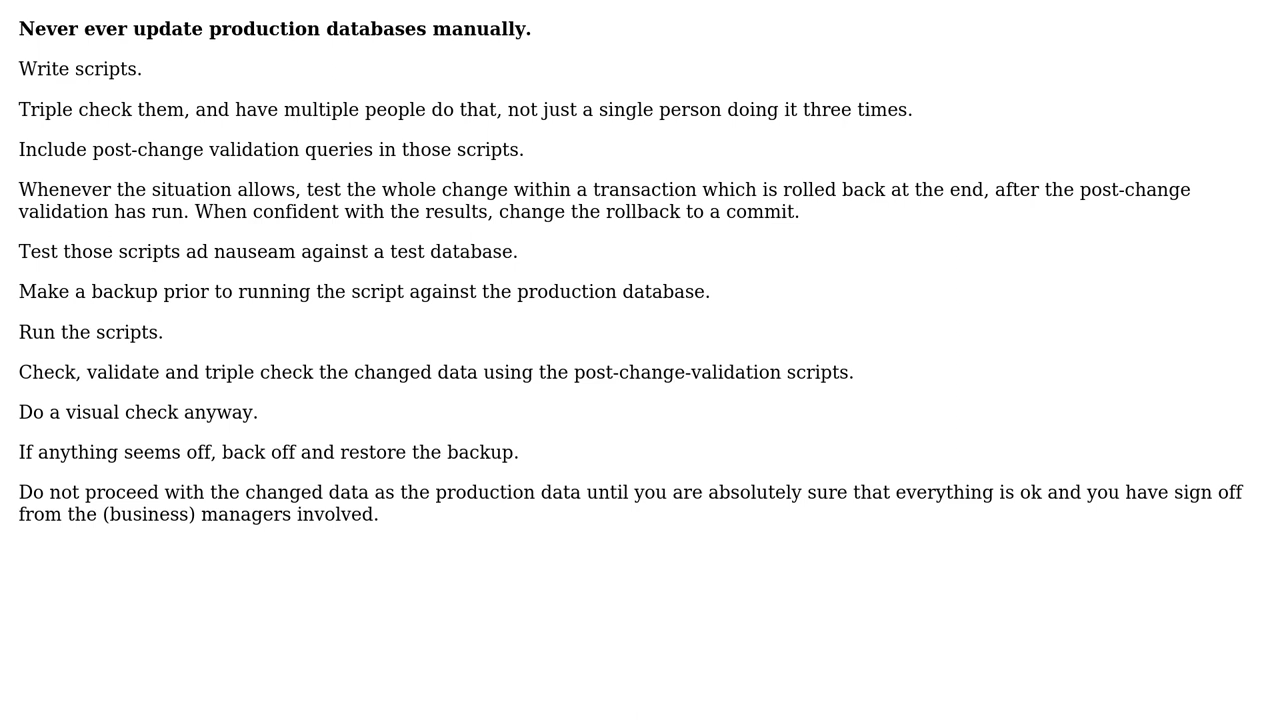 Never ever update production databases manually.
Write scripts.
Triple check them, and have multiple people do that, not just a single person doing it three times.
Include post-change validation queries in those scripts.
Whenever the situation allows, test the whole change within a transaction which is rolled back at the end, after the post-change
validation has run. When confident with the results, change the rollback to a commit.
Test those scripts ad nauseam against a test database.
Make a backup prior to running the script against the production database.
Run the scripts.
Check, validate and triple check the changed data using the post-change-validation scripts.
Do a visual check anyway.
If anything seems off, back off and restore the backup.
Do not proceed with the changed data as the production data until you are absolutely sure that everything is ok and you have sign off
from the (business) managers involved.